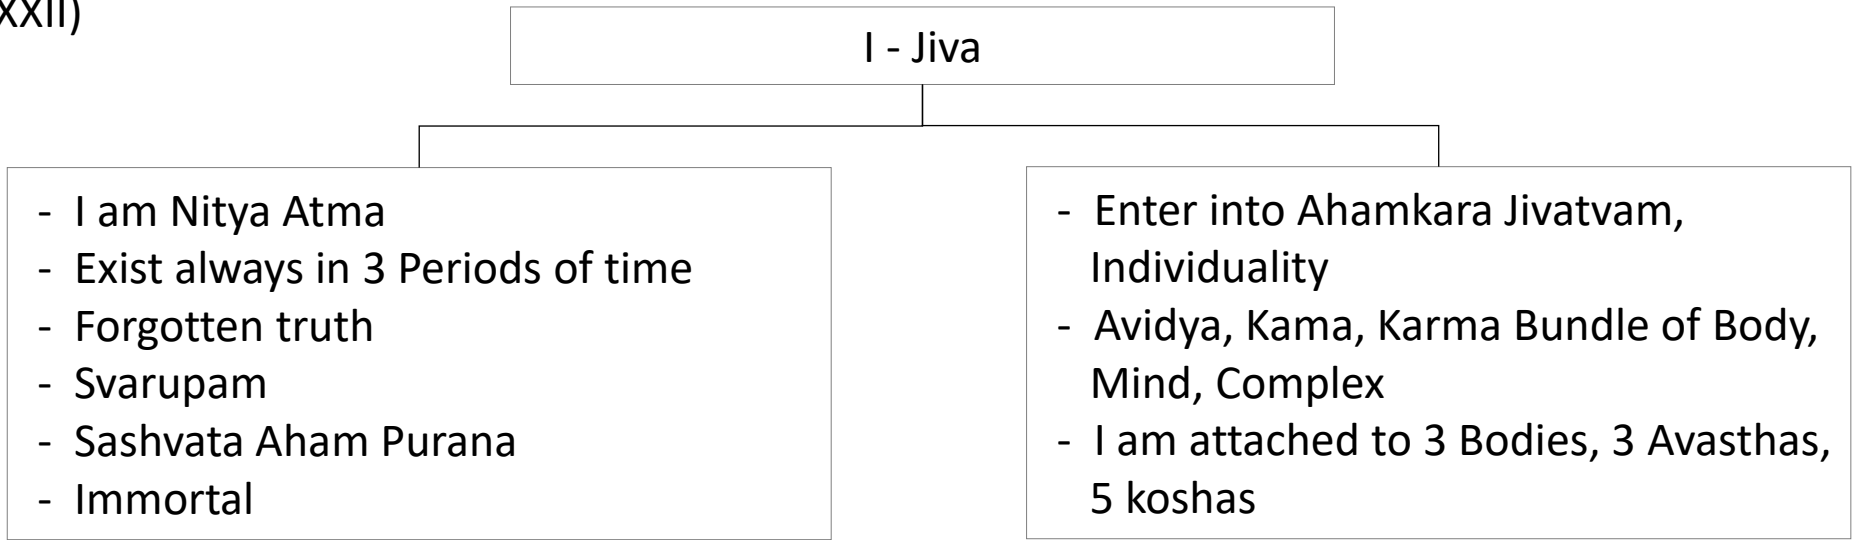 XXII)
I - Jiva
- I am Nitya Atma
- Exist always in 3 Periods of time
- Forgotten truth
- Svarupam
- Sashvata Aham Purana
- Immortal
- Enter into Ahamkara Jivatvam,
Individuality
- Avidya, Kama, Karma Bundle of Body,
Mind, Complex
- I am attached to 3 Bodies, 3 Avasthas,
5 koshas